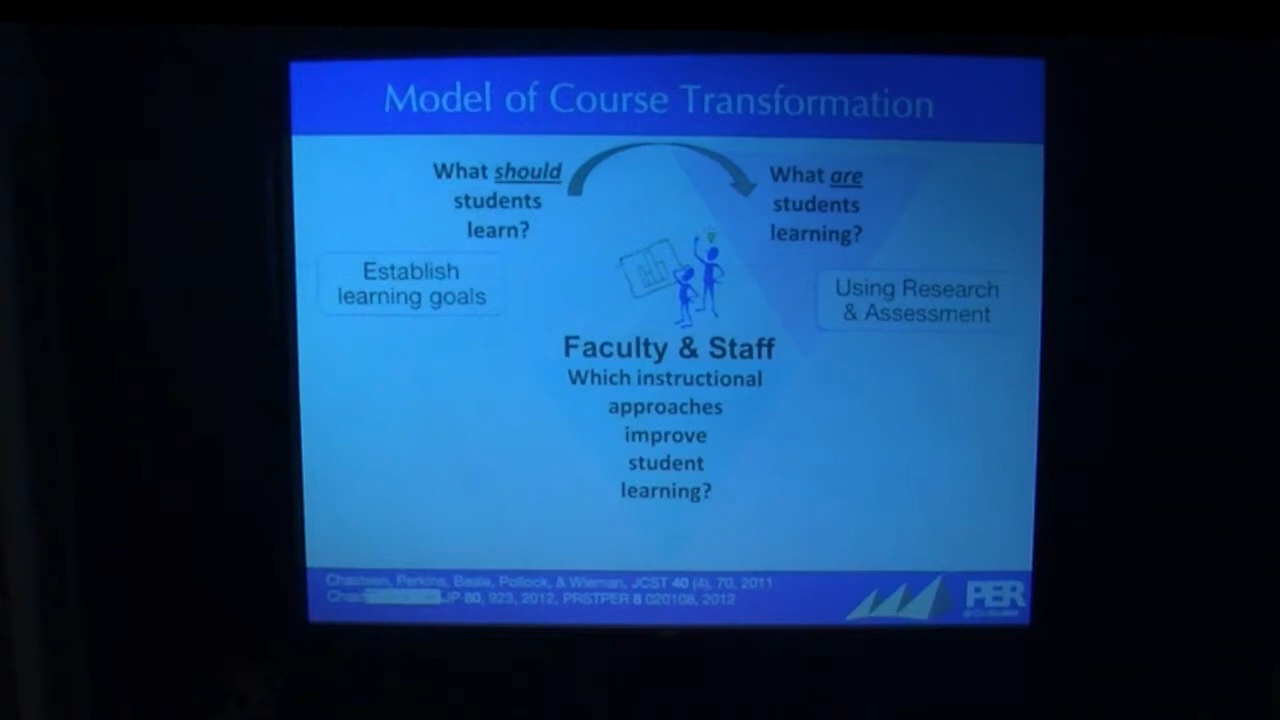 Model of Course Transformation
What should
students
learn?
What are
students
learning?
Establish
learning goals
Using Research
& Assessment
Faculty & Staff
Which instructional
approaches
improve
student
learning?
Chasteen, Perkins, Beale, Pollock, & Wieman, JCST 40 (4), 70, 2011
JP 80, 923, 2012, PRSTPER 8 020108, 2012
PER